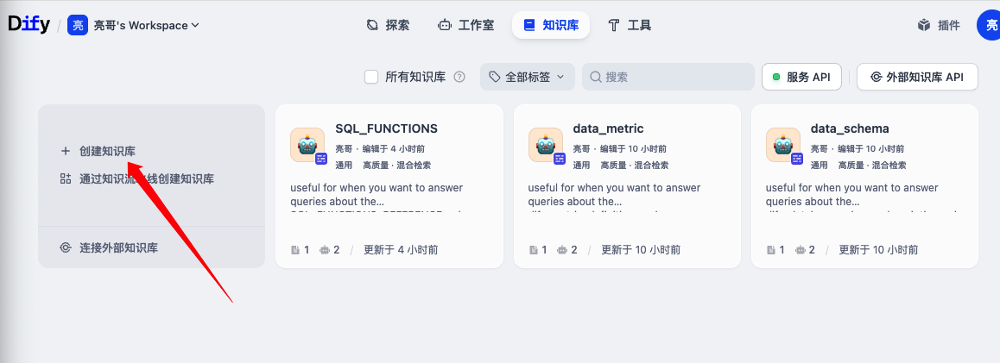 Dify / 亮 亮哥's Workspace 探索 工作室 知识库 工具 插件 亮
所有知识库 全部标签 搜索 服务 API 外部知识库 API
创建知识库
通过知识流 线创建知识库
连接外部知识库
SQL_FUNCTIONS
亮哥 · 编辑于 4 小时前
通用 高质量 · 混合检索
useful for when you want to answer
queries about the...
1 2 / 更新于 4 小时前
data_metric
亮哥 · 编辑于 10 小时前
通用 高质量 · 混合检索
useful for when you want to answer
queries about the...
1 2 / 更新于 10 小时前
data_schema
亮哥 · 编辑于 10 小时前
通用 高质量 · 混合检索
useful for when you want to answer
queries about the...
1 2 / 更新于 10 小时前